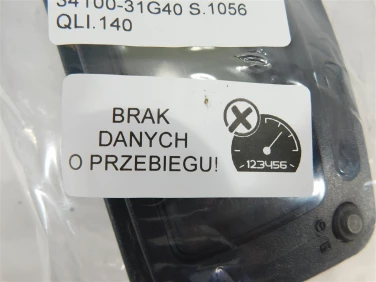 34100-31G40 S.1056
QLI.140
BRAK
DANYCH
O PRZEBIEGU!
123456